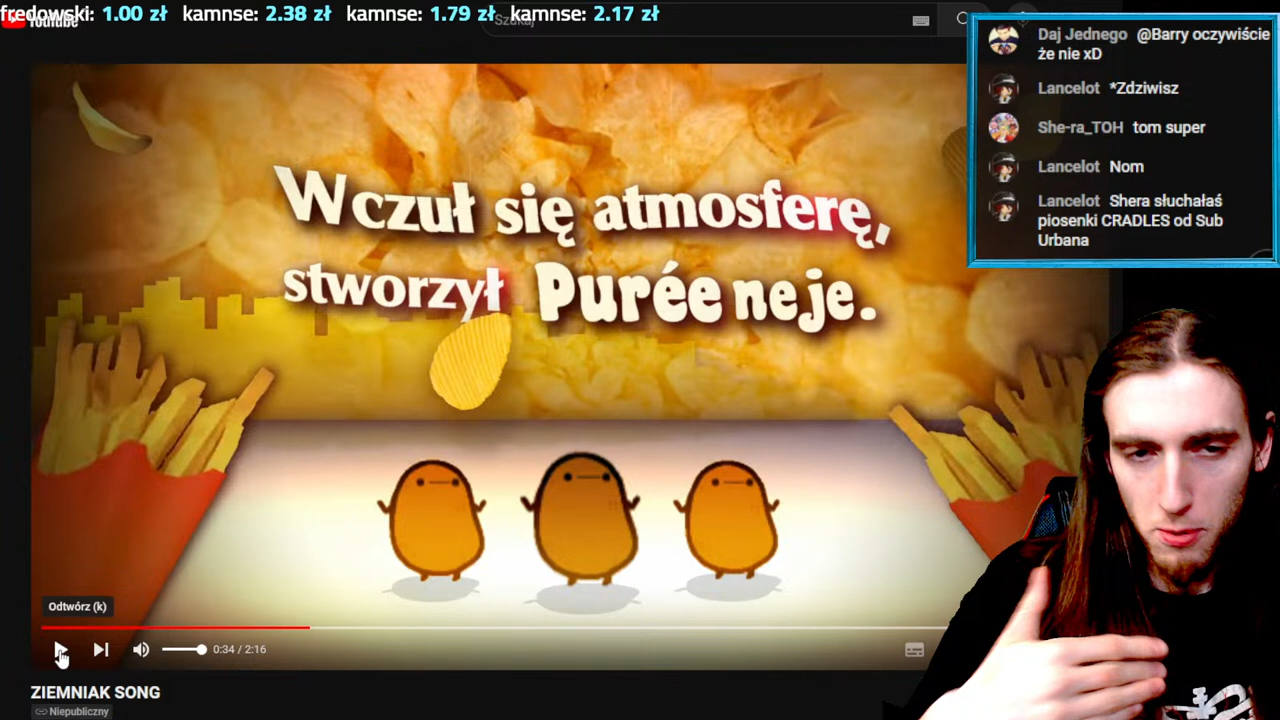 fredowski: 1.00 zł kamnse: 2.38 zł kamnse: 1.79 zł kamnse: 2.17 zł
YouTube
Szukaj
Daj Jednego @Barry oczywiście
że nie xD
Lancelot *Zdziwisz
She-ra_TOH tom super
Lancelot Nom
Lancelot Shera słuchałaś
piosenki CRADLES od Sub
Urbana
Wczuł się atmosferę,
stworzył Purée neje.
Odtwórz (k)
0:34 / 2:16
ZIEMNIAK SONG
Niepubliczny